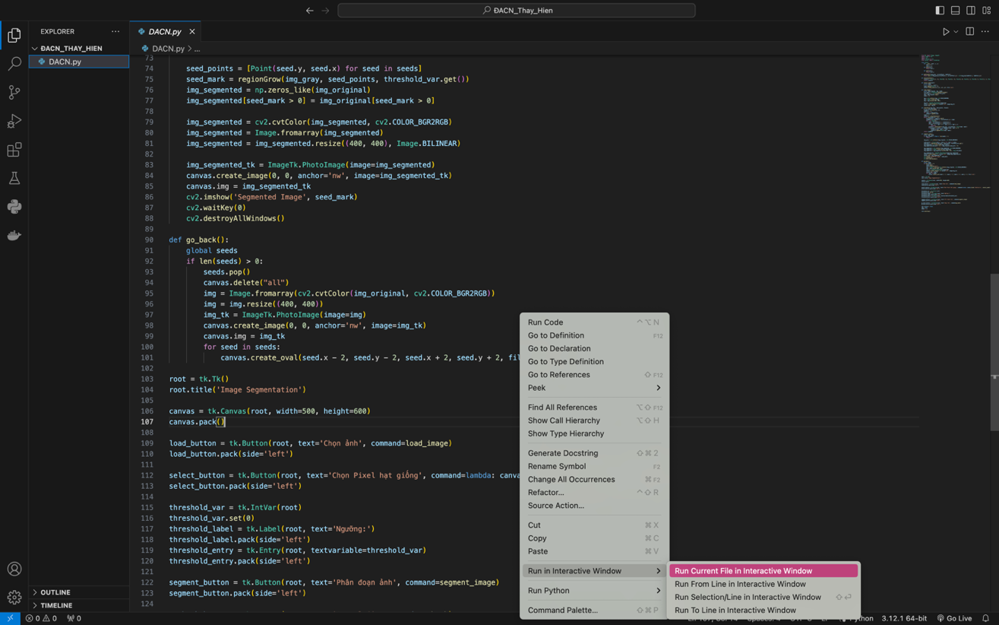 ĐACN_Thay_Hien
EXPLORER
ĐACN_THAY_HIEN
DACN.py
OUTLINE
TIMELINE
DACN.py
DACN.py > ...
73
74 seed_points = [Point(seed.y, seed.x) for seed in seeds]
75 seed_mark = regionGrow(img_gray, seed_points, threshold_var.get())
76 img_segmented = np.zeros_like(img_original)
77 img_segmented[seed_mark > 0] = img_original[seed_mark > 0]
78
79 img_segmented = cv2.cvtColor(img_segmented, cv2.COLOR_BGR2RGB)
80 img_segmented = Image.fromarray(img_segmented)
81 img_segmented = img_segmented.resize((400, 400), Image.BILINEAR)
82
83 img_segmented_tk = ImageTk.PhotoImage(image=img_segmented)
84 canvas.create_image(0, 0, anchor='nw', image=img_segmented_tk)
85 canvas.img = img_segmented_tk
86 cv2.imshow('Segmented Image', seed_mark)
87 cv2.waitKey(0)
88 cv2.destroyAllWindows()
89
90 def go_back():
91 global seeds
92 if len(seeds) > 0:
93 seeds.pop()
94 canvas.delete("all")
95 img = Image.fromarray(cv2.cvtColor(img_original, cv2.COLOR_BGR2RGB))
96 img = img.resize((400, 400))
97 img_tk = ImageTk.PhotoImage(image=img)
98 canvas.create_image(0, 0, anchor='nw', image=img_tk)
99 canvas.img = img_tk
100 for seed in seeds:
101 canvas.create_oval(seed.x - 2, seed.y - 2, seed.x + 2, seed.y + 2, fil
102
103 root = tk.Tk()
104 root.title('Image Segmentation')
105
106 canvas = tk.Canvas(root, width=500, height=600)
107 canvas.pack()
108
109 load_button = tk.Button(root, text='Chọn ảnh', command=load_image)
110 load_button.pack(side='left')
111
112 select_button = tk.Button(root, text='Chọn Pixel hạt giống', command=lambda: canva
113 select_button.pack(side='left')
114
115 threshold_var = tk.IntVar(root)
116 threshold_var.set(0)
117 threshold_label = tk.Label(root, text='Ngưỡng:')
118 threshold_label.pack(side='left')
119 threshold_entry = tk.Entry(root, textvariable=threshold_var)
120 threshold_entry.pack(side='left')
121
122 segment_button = tk.Button(root, text='Phân đoạn ảnh', command=segment_image)
123 segment_button.pack(side='left')
124
Run Code ^⌥N
Go to Definition F12
Go to Declaration
Go to Type Definition
Go to References ⇧F12
Peek
Find All References ⌥⇧F12
Show Call Hierarchy ⌥⇧H
Show Type Hierarchy
Generate Docstring ⇧⌘2
Rename Symbol F2
Change All Occurrences ⌘F2
Refactor... ^⇧R
Source Action...
Cut ⌘X
Copy ⌘C
Paste ⌘V
Run in Interactive Window
Run Python
Command Palette... ⇧⌘P
Run Current File in Interactive Window
Run From Line in Interactive Window
Run Selection/Line in Interactive Window ⇧⏎
Run To Line in Interactive Window
0 0 0
Python 3.12.1 64-bit Go Live